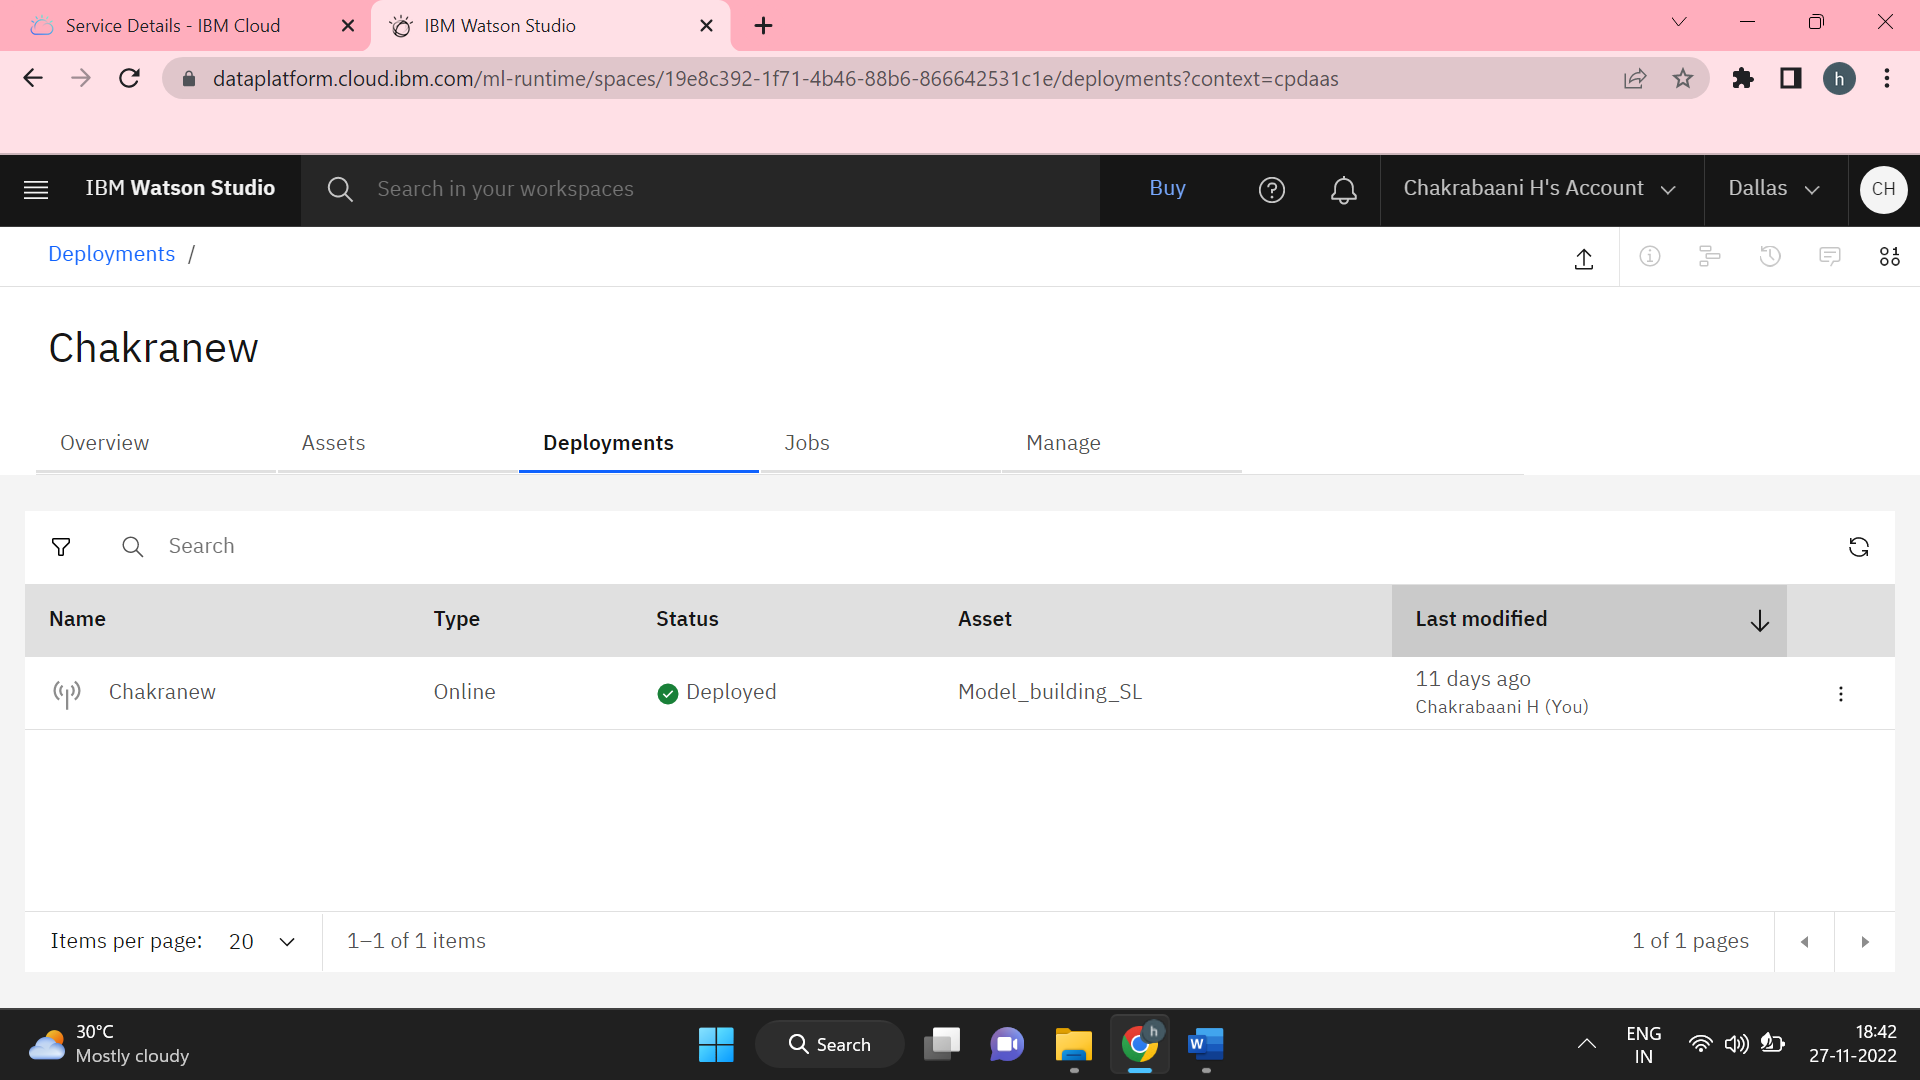 Service Details - IBM Cloud
IBM Watson Studio
dataplatform.cloud.ibm.com/ml-runtime/spaces/19e8c392-1f71-4b46-88b6-866642531c1e/deployments?context=cpdaas
h
IBM Watson Studio
Search in your workspaces
Buy
Chakrabaani H's Account
Dallas
CH
Deployments /
Chakranew
Overview
Assets
Deployments
Jobs
Manage
Search
Name Type Status Asset Last modified
Chakranew Online Deployed Model_building_SL 11 days ago
Chakrabaani H (You)
Items per page: 20 1–1 of 1 items 1 of 1 pages
30°C
Mostly cloudy
Search
h
W
ENG
IN
18:42
27-11-2022